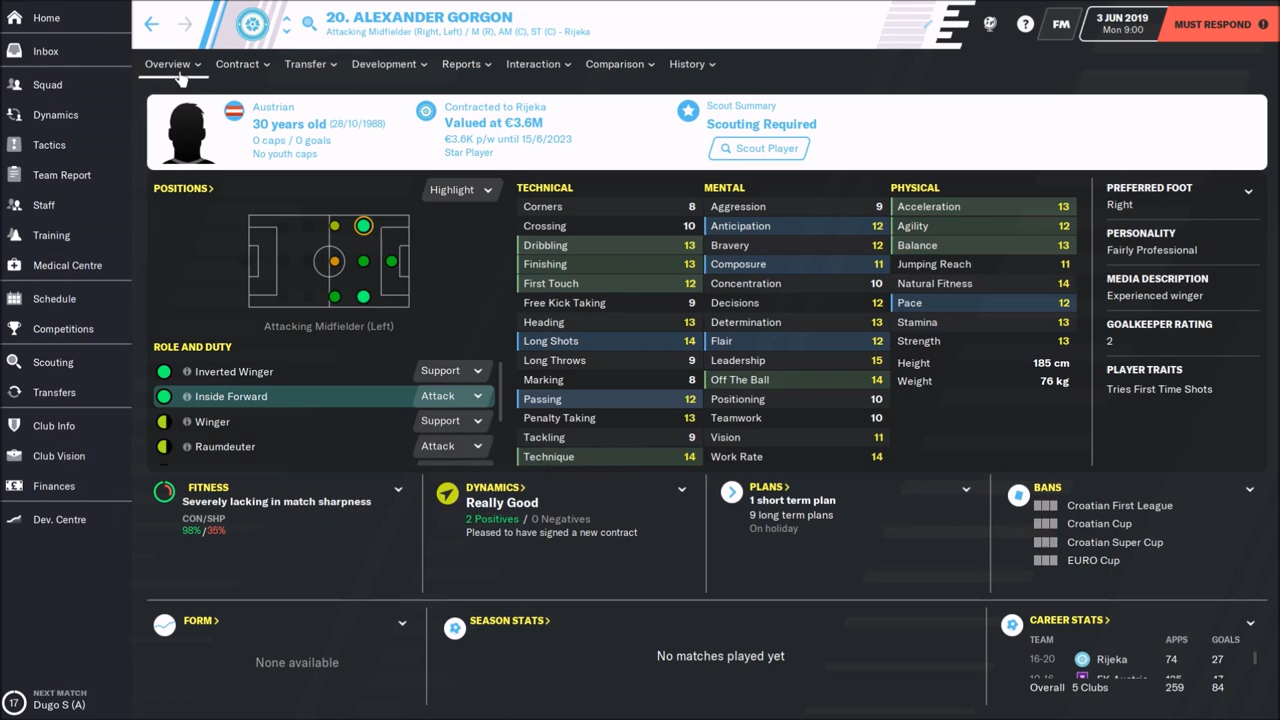 Home
Inbox
Squad
Dynamics
Tactics
Team Report
Staff
Training
Medical Centre
Schedule
Competitions
Scouting
Transfers
Club Info
Club Vision
Finances
Dev. Centre
17
NEXT MATCH
Dugo S (A)
20. ALEXANDER GORGON
Attacking Midfielder (Right, Left) / M (R), AM (C), ST (C) - Rijeka
?
FM
3 JUN 2019
Mon 9:00
MUST RESPOND
Overview
Contract
Transfer
Development
Reports
Interaction
Comparison
History
Austrian
30 years old (28/10/1988)
0 caps / 0 goals
No youth caps
Contracted to Rijeka
Valued at €3.6M
€3.6K p/w until 15/6/2023
Star Player
Scout Summary
Scouting Required
Scout Player
POSITIONS
Highlight
Attacking Midfielder (Left)
ROLE AND DUTY
Inverted Winger Support
Inside Forward Attack
Winger Support
Raumdeuter Attack
TECHNICAL
Corners 8
Crossing 10
Dribbling 13
Finishing 13
First Touch 12
Free Kick Taking 9
Heading 13
Long Shots 14
Long Throws 9
Marking 8
Passing 12
Penalty Taking 13
Tackling 9
Technique 14
MENTAL
Aggression 9
Anticipation 12
Bravery 12
Composure 11
Concentration 10
Decisions 12
Determination 13
Flair 12
Leadership 15
Off The Ball 14
Positioning 10
Teamwork 10
Vision 11
Work Rate 14
PHYSICAL
Acceleration 13
Agility 12
Balance 13
Jumping Reach 11
Natural Fitness 14
Pace 12
Stamina 13
Strength 13
Height 185 cm
Weight 76 kg
PREFERRED FOOT
Right
PERSONALITY
Fairly Professional
MEDIA DESCRIPTION
Experienced winger
GOALKEEPER RATING
2
PLAYER TRAITS
Tries First Time Shots
FITNESS
Severely lacking in match sharpness
CON/SHP
98%/35%
DYNAMICS
Really Good
2 Positives / 0 Negatives
Pleased to have signed a new contract
PLANS
1 short term plan
9 long term plans
On holiday
BANS
Croatian First League
Croatian Cup
Croatian Super Cup
EURO Cup
FORM
None available
SEASON STATS
No matches played yet
CAREER STATS
TEAM APPS GOALS
16-20 Rijeka 74 27
Overall 5 Clubs 259 84